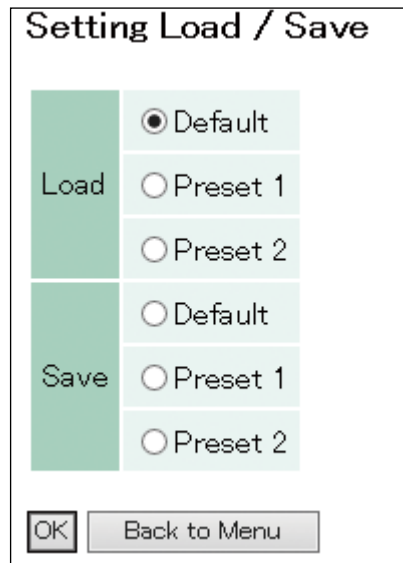 Setting Load / Save
Load
Default
Preset 1
Preset 2
Save
Default
Preset 1
Preset 2
OK
Back to Menu